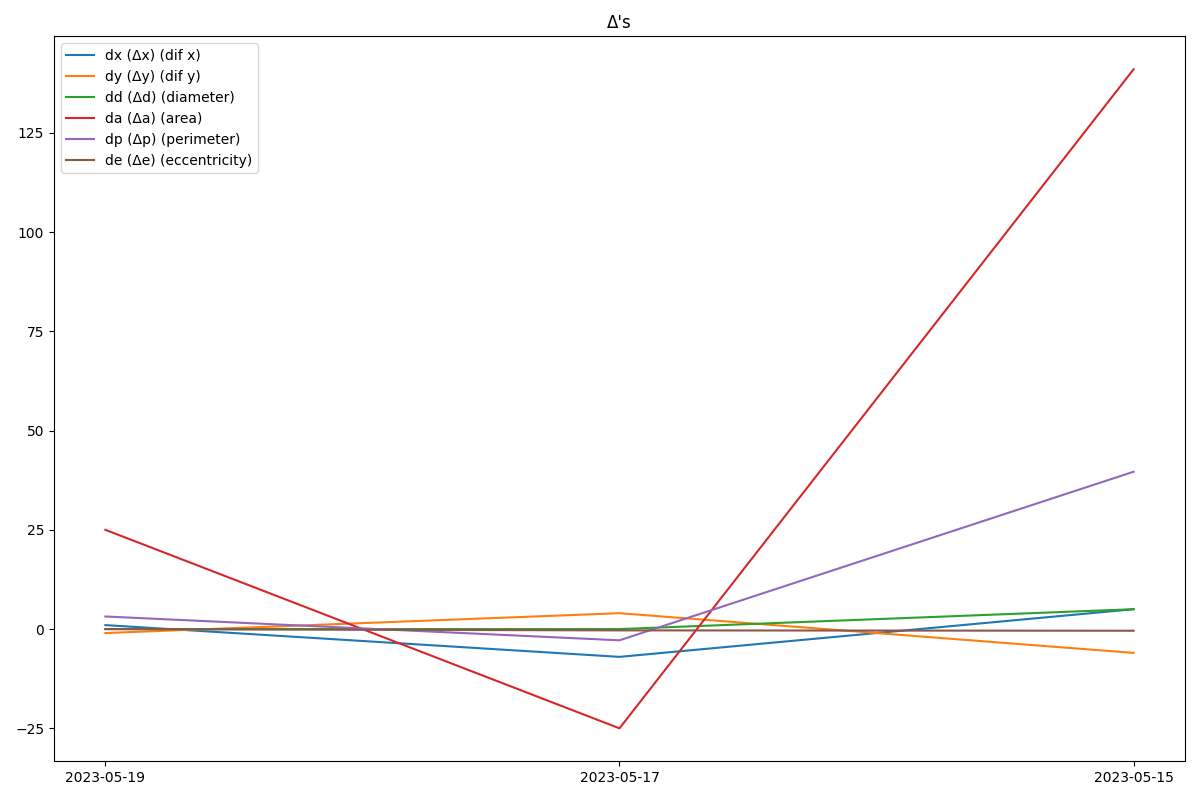 Δ's
dx (Δx) (dif x)
dy (Δy) (dif y)
dd (Δd) (diameter)
da (Δa) (area)
dp (Δp) (perimeter)
de (Δe) (eccentricity)
125
100
75
50
25
0
−25
2023-05-19
2023-05-17
2023-05-15